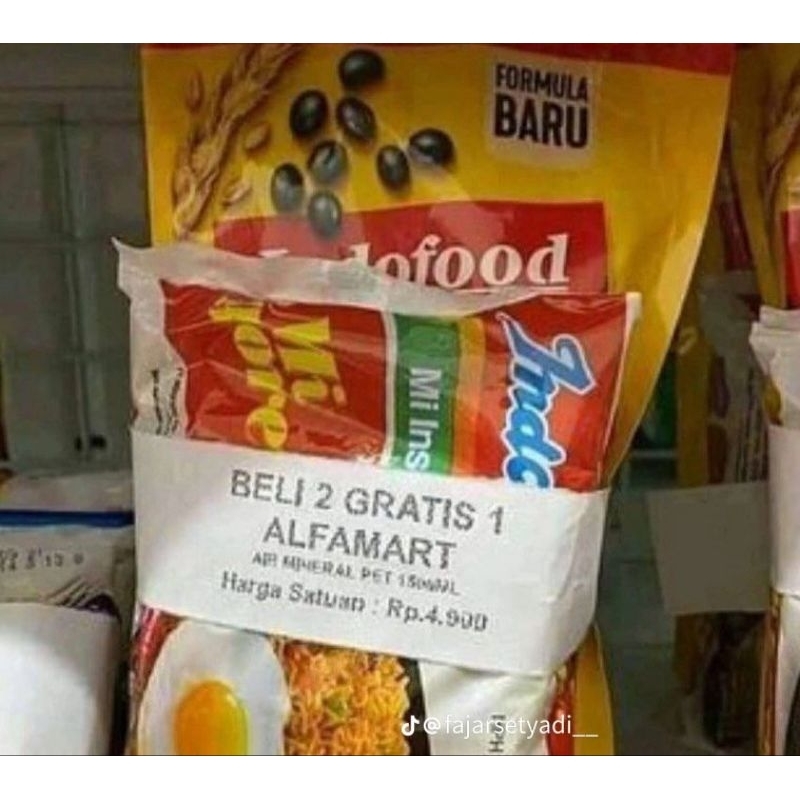 FORMULA
BARU
Indofood
Mi
Mi Ins
Indo
BELI 2 GRATIS 1
ALFAMART
AIR MINERAL PET 1500ML
Harga Satuan : Rp.4.900
@fajarsetyadi__